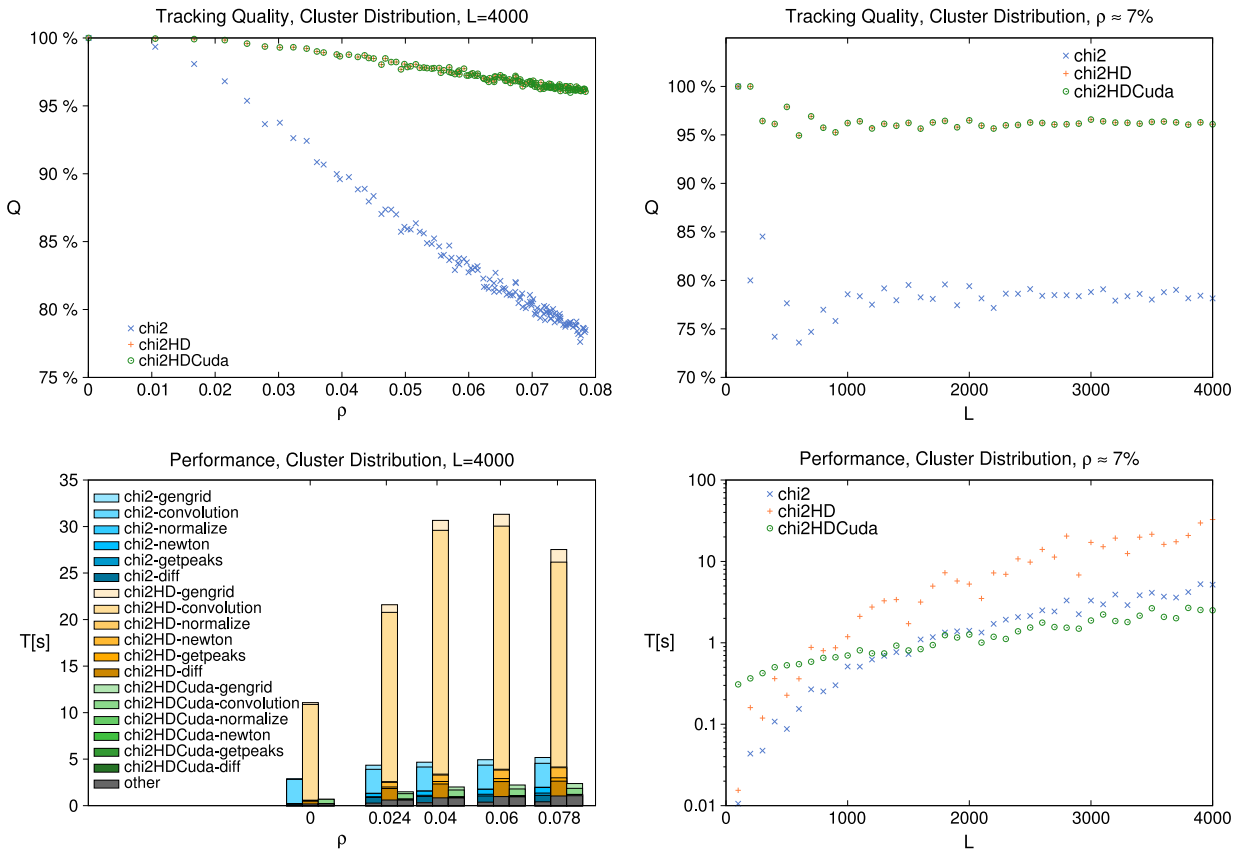 Tracking Quality, Cluster Distribution, L=4000
100 %
95 %
90 %
Q
85 %
80 %
75 %
chi2
chi2HD
chi2HDCuda
0 0.01 0.02 0.03 0.04 0.05 0.06 0.07 0.08
ρ
Tracking Quality, Cluster Distribution, ρ ≈ 7%
chi2
chi2HD
chi2HDCuda
100 %
95 %
90 %
Q
85 %
80 %
75 %
70 %
0 1000 2000 3000 4000
L
Performance, Cluster Distribution, L=4000
35
30
25
20
T[s]
15
10
5
0
chi2-gengrid
chi2-convolution
chi2-normalize
chi2-newton
chi2-getpeaks
chi2-diff
chi2HD-gengrid
chi2HD-convolution
chi2HD-normalize
chi2HD-newton
chi2HD-getpeaks
chi2HD-diff
chi2HDCuda-gengrid
chi2HDCuda-convolution
chi2HDCuda-normalize
chi2HDCuda-newton
chi2HDCuda-getpeaks
chi2HDCuda-diff
other
0 0.024 0.04 0.06 0.078
ρ
Performance, Cluster Distribution, ρ ≈ 7%
chi2
chi2HD
chi2HDCuda
100
10
T[s]
1
0.1
0.01
0 1000 2000 3000 4000
L